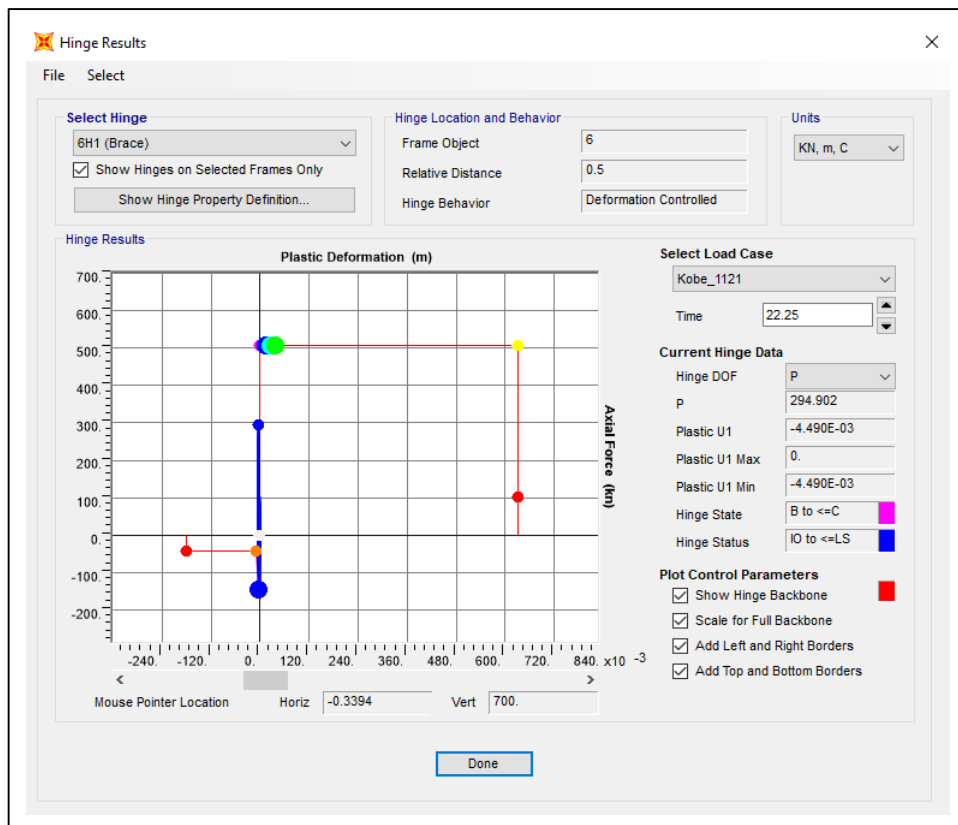 Hinge Results
File Select
Select Hinge
6H1 (Brace)
Show Hinges on Selected Frames Only
Show Hinge Property Definition...
Hinge Location and Behavior
Frame Object 6
Relative Distance 0.5
Hinge Behavior Deformation Controlled
Units
KN, m, C
Hinge Results
Plastic Deformation (m)
700.
600.
500.
400.
300.
200.
100.
0.
-100.
-200.
-240. -120. 0. 120. 240. 360. 480. 600. 720. 840. x10 -3
Axial Force (kn)
Mouse Pointer Location Horiz -0.3394 Vert 700.
Select Load Case
Kobe_1121
Time 22.25
Current Hinge Data
Hinge DOF P
P 294.902
Plastic U1 -4.490E-03
Plastic U1 Max 0.
Plastic U1 Min -4.490E-03
Hinge State B to <=C
Hinge Status IO to <=LS
Plot Control Parameters
Show Hinge Backbone
Scale for Full Backbone
Add Left and Right Borders
Add Top and Bottom Borders
Done